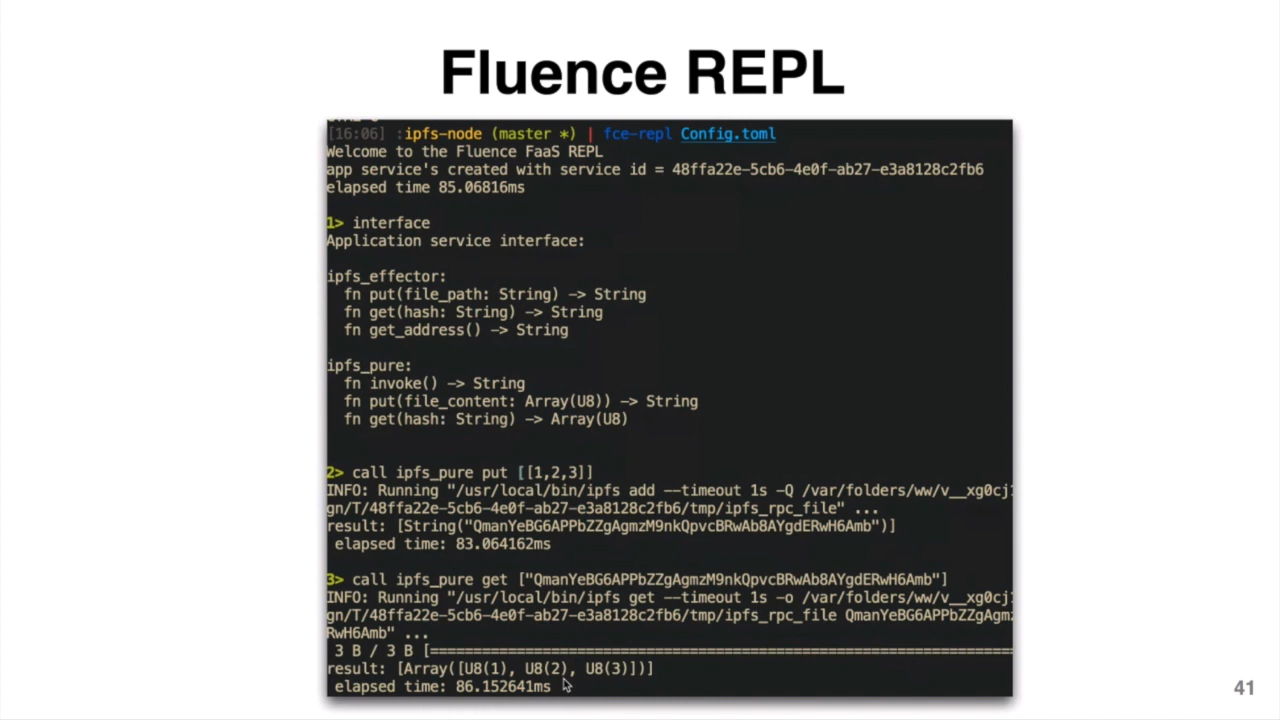 Fluence REPL
[16:06] :ipfs-node (master *) | fce-repl Config.toml
Welcome to the Fluence FaaS REPL
app service's created with service id = 48ffa22e-5cb6-4e0f-ab27-e3a8128c2fb6
elapsed time 85.06816ms
1> interface
Application service interface:
ipfs_effector:
fn put(file_path: String) -> String
fn get(hash: String) -> String
fn get_address() -> String
ipfs_pure:
fn invoke() -> String
fn put(file_content: Array(U8)) -> String
fn get(hash: String) -> Array(U8)
2> call ipfs_pure put [[1,2,3]]
INFO: Running "/usr/local/bin/ipfs add --timeout 1s -Q /var/folders/ww/v__xg0cj1
gn/T/48ffa22e-5cb6-4e0f-ab27-e3a8128c2fb6/tmp/ipfs_rpc_file" ...
result: [String("QmanYeBG6APPbZZgAgmzM9nkQpvcBRwAb8AYgdERwH6Amb")]
elapsed time: 83.064162ms
3> call ipfs_pure get ["QmanYeBG6APPbZZgAgmzM9nkQpvcBRwAb8AYgdERwH6Amb"]
INFO: Running "/usr/local/bin/ipfs get --timeout 1s -o /var/folders/ww/v__xg0cj1
gn/T/48ffa22e-5cb6-4e0f-ab27-e3a8128c2fb6/tmp/ipfs_rpc_file QmanYeBG6APPbZZgAgmz
RwH6Amb" ...
3 B / 3 B [====================================================================
result: [Array([U8(1), U8(2), U8(3)])]
elapsed time: 86.152641ms
41